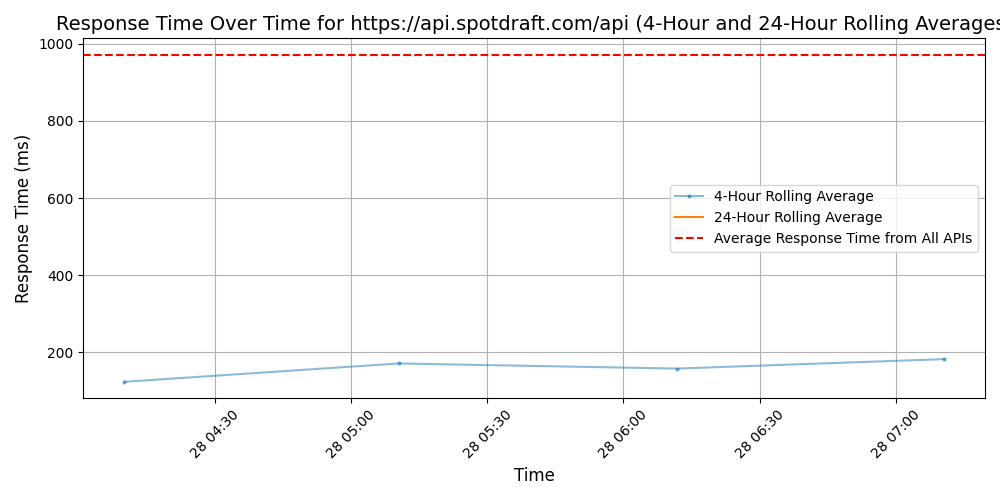 Response Time Over Time for https://api.spotdraft.com/api (4-Hour and 24-Hour Rolling Averages
1000
800
600
400
200
Response Time (ms)
4-Hour Rolling Average
24-Hour Rolling Average
Average Response Time from All APIs
28 04:30
28 05:00
28 05:30
28 06:00
28 06:30
28 07:00
Time